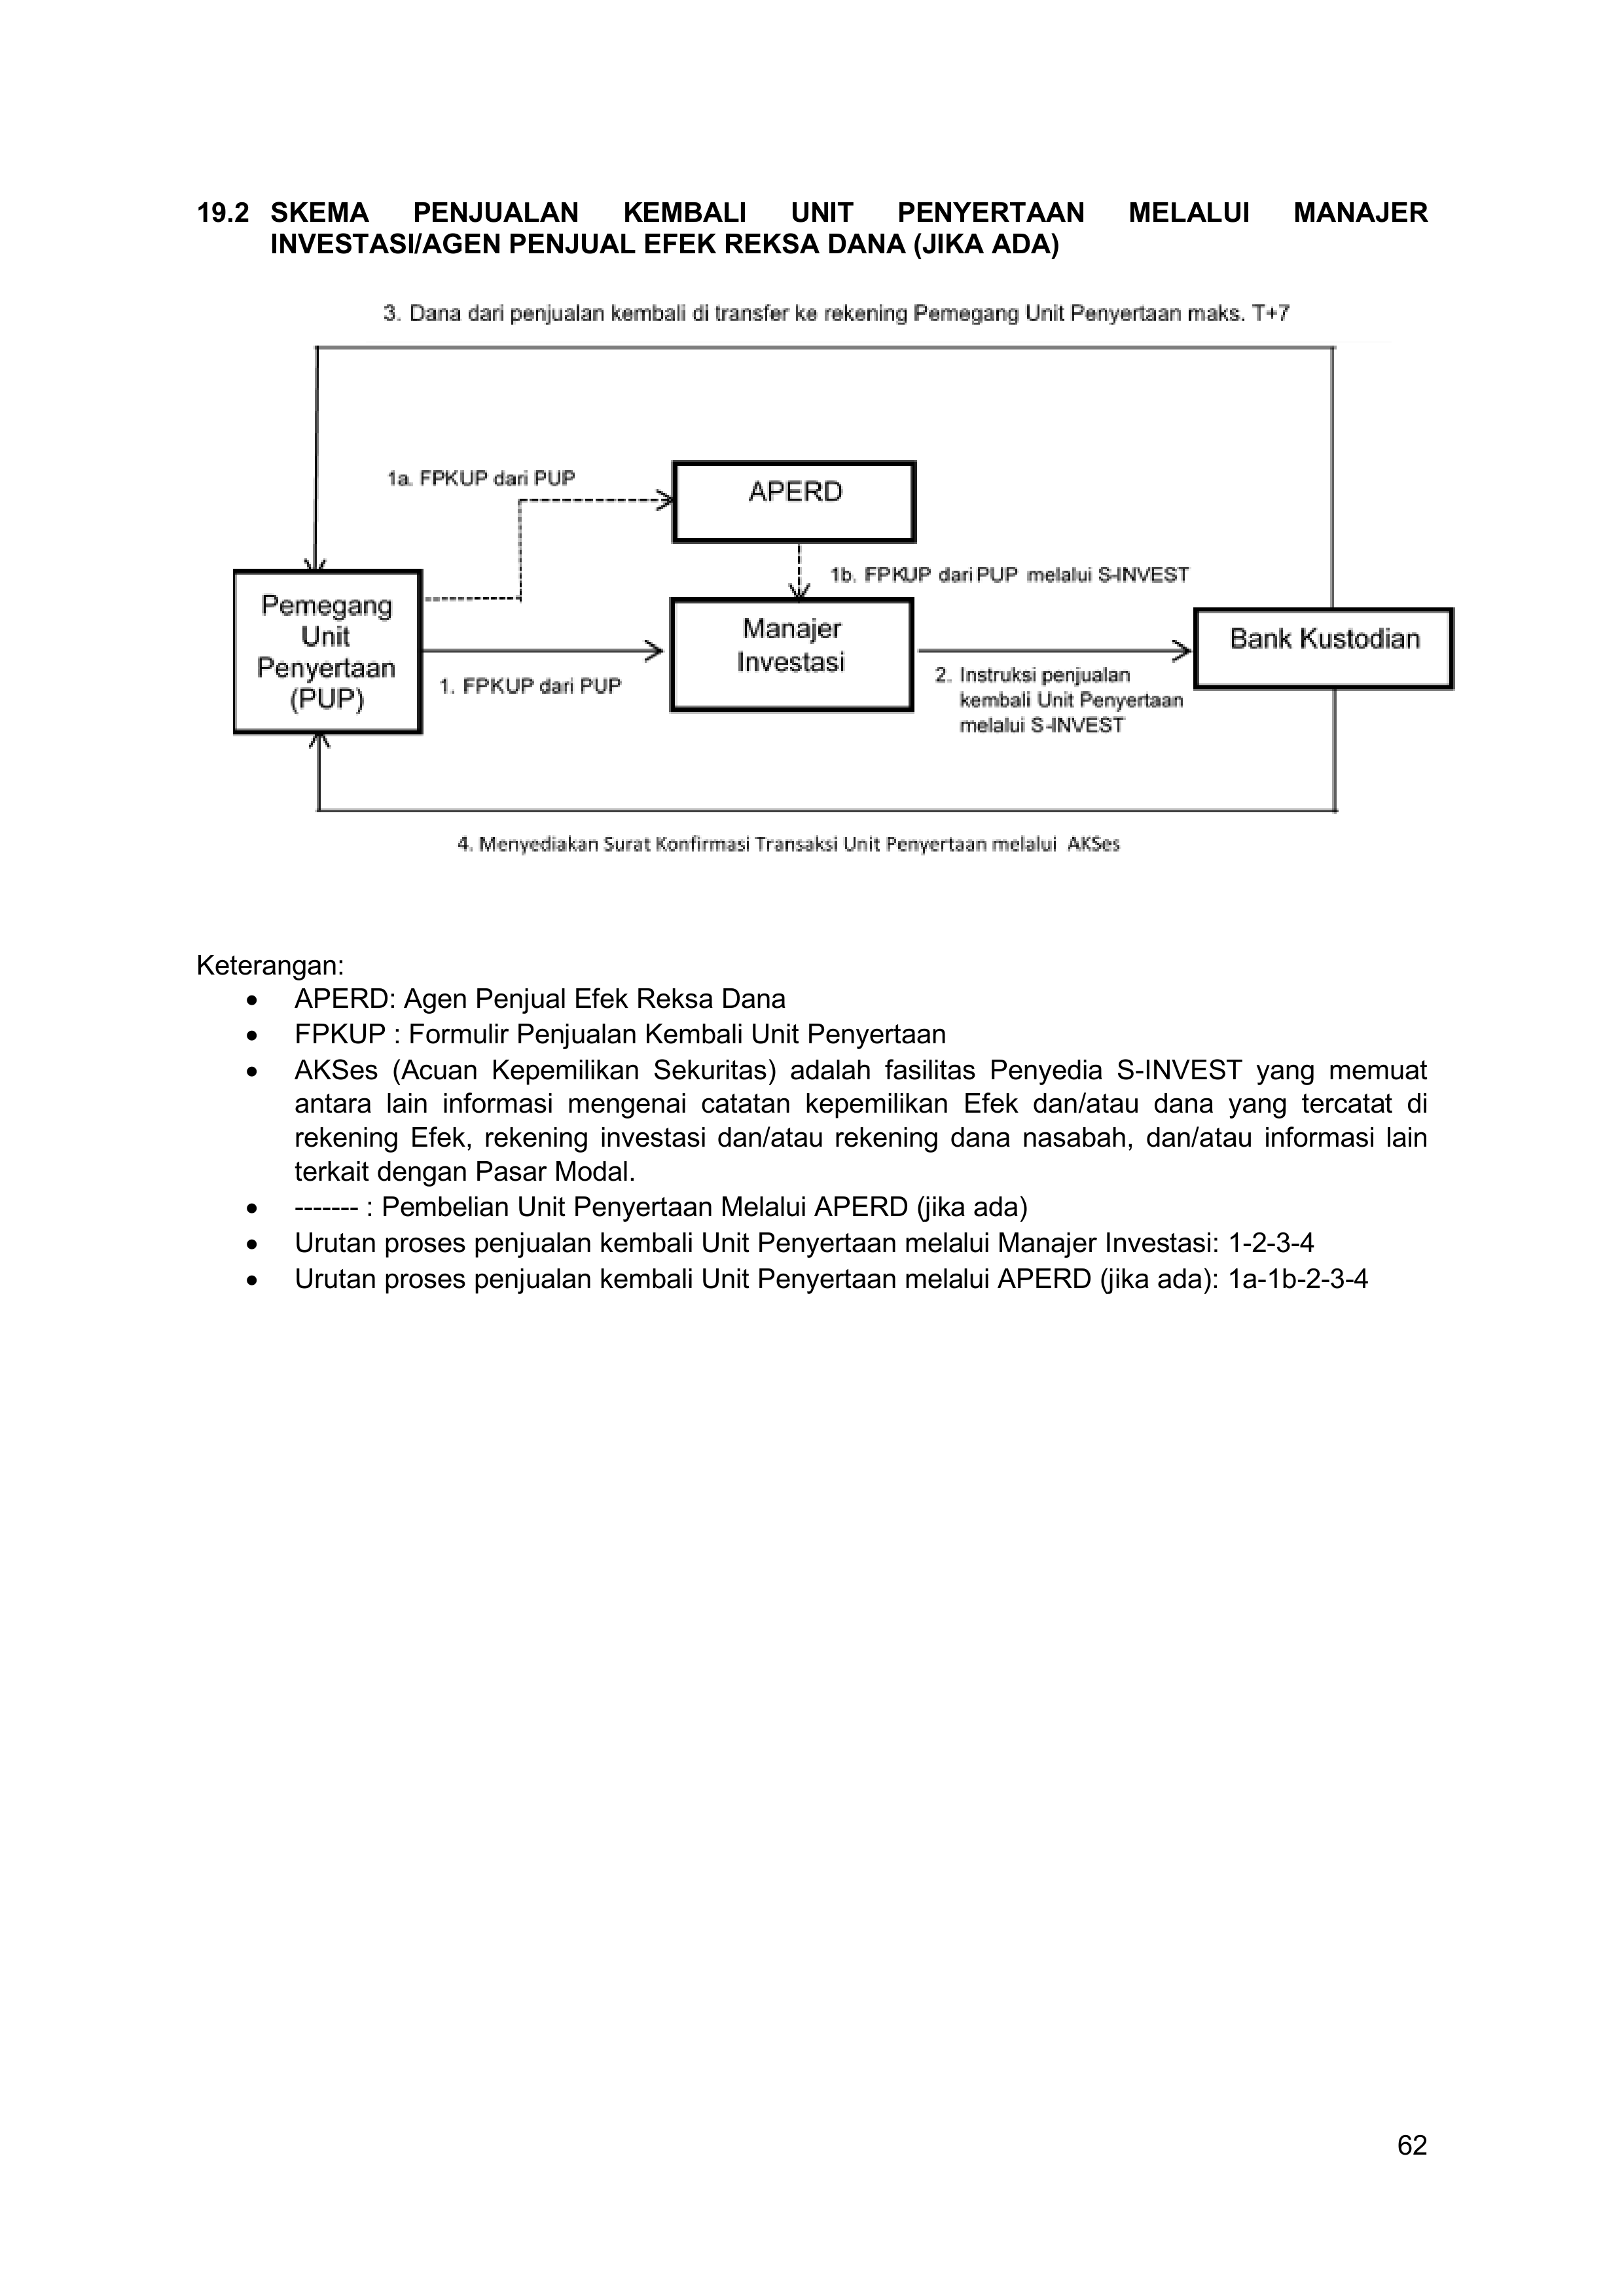 19.2 SKEMA PENJUALAN KEMBALI UNIT PENYERTAAN MELALUI MANAJER
INVESTASI/AGEN PENJUAL EFEK REKSA DANA (JIKA ADA)
3. Dana dari penjualan kembali di transfer ke rekening Pemegang Unit Penyertaan maks. T+7
1a. FPKUP dari PUP
APERD
1b. FPKUP dari PUP melalui S-INVEST
Pemegang
Unit
Penyertaan
(PUP)
1. FPKUP dari PUP
Manajer
Investasi
2. Instruksi penjualan
kembali Unit Penyertaan
melalui S-INVEST
Bank Kustodian
4. Menyediakan Surat Konfirmasi Transaksi Unit Penyertaan melalui AKSes
Keterangan:
• APERD: Agen Penjual Efek Reksa Dana
• FPKUP : Formulir Penjualan Kembali Unit Penyertaan
• AKSes (Acuan Kepemilikan Sekuritas) adalah fasilitas Penyedia S-INVEST yang memuat
antara lain informasi mengenai catatan kepemilikan Efek dan/atau dana yang tercatat di
rekening Efek, rekening investasi dan/atau rekening dana nasabah, dan/atau informasi lain
terkait dengan Pasar Modal.
• ------- : Pembelian Unit Penyertaan Melalui APERD (jika ada)
• Urutan proses penjualan kembali Unit Penyertaan melalui Manajer Investasi: 1-2-3-4
• Urutan proses penjualan kembali Unit Penyertaan melalui APERD (jika ada): 1a-1b-2-3-4
62